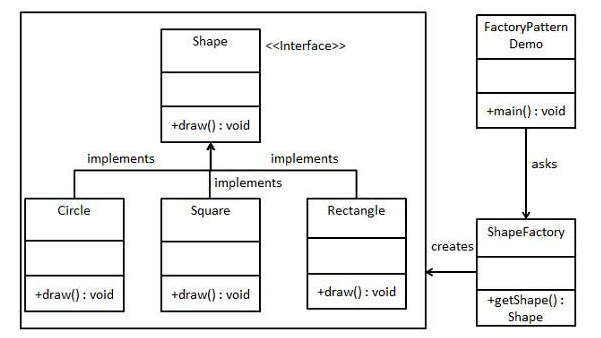 Shape
<<Interface>>
+draw() : void
implements
implements
implements
Circle
+draw() : void
Square
+draw() : void
Rectangle
+draw() : void
FactoryPattern
Demo
+main() : void
asks
creates
ShapeFactory
+getShape() :
Shape